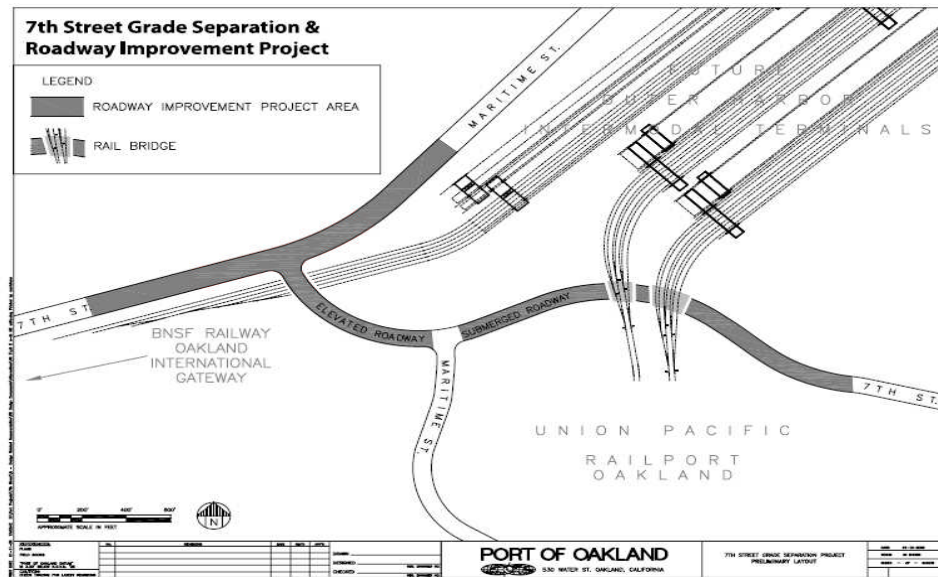 7th Street Grade Separation &
Roadway Improvement Project
LEGEND
ROADWAY IMPROVEMENT PROJECT AREA
RAIL BRIDGE
MARITIME ST.
FUTURE
OUTER HARBOR
INTERMODAL TERMINALS
7TH ST
ELEVATED ROADWAY
SUBMERGED ROADWAY
BNSF RAILWAY
OAKLAND
INTERNATIONAL
GATEWAY
MARITIME ST.
7TH ST.
UNION PACIFIC
RAILPORT
OAKLAND
0' 200' 400' 800'
APPROXIMATE SCALE IN FEET
N
PORT OF OAKLAND
530 WATER ST. OAKLAND, CALIFORNIA
7TH STREET GRADE SEPARATION PROJECT
PRELIMINARY LAYOUT